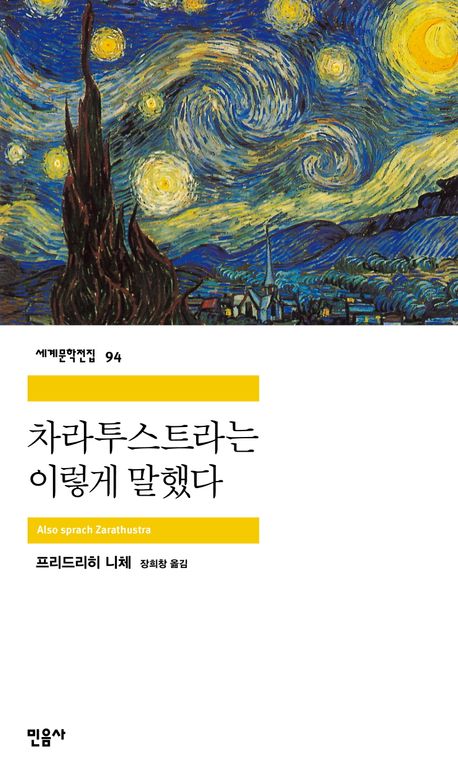 세계문학전집 94
차라투스트라는
이렇게 말했다
Also sprach Zarathustra
프리드리히 니체 장희창 옮김
민음사